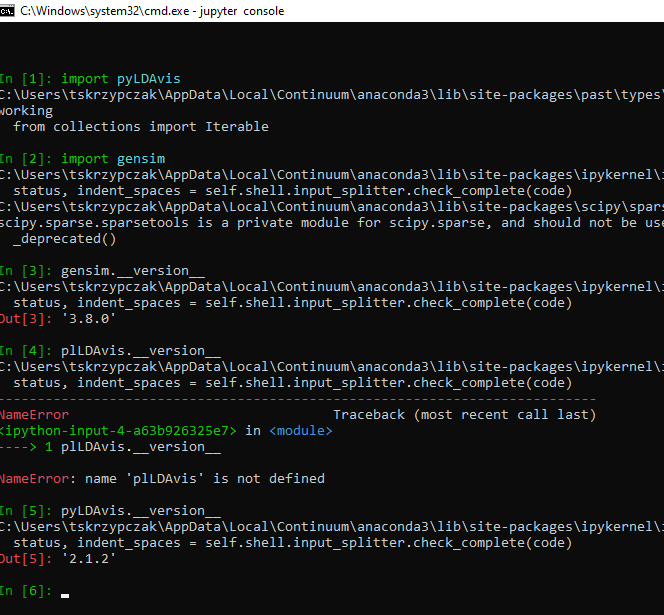 C:\Windows\system32\cmd.exe - jupyter console
In [1]: import pyLDAvis
C:\Users\tskrzypczak\AppData\Local\Continuum\anaconda3\lib\site-packages\past\types\
working
from collections import Iterable
In [2]: import gensim
C:\Users\tskrzypczak\AppData\Local\Continuum\anaconda3\lib\site-packages\ipykernel\i
status, indent_spaces = self.shell.input_splitter.check_complete(code)
C:\Users\tskrzypczak\AppData\Local\Continuum\anaconda3\lib\site-packages\scipy\spars
scipy.sparse.sparsetools is a private module for scipy.sparse, and should not be use
_deprecated()
In [3]: gensim.__version__
C:\Users\tskrzypczak\AppData\Local\Continuum\anaconda3\lib\site-packages\ipykernel\i
status, indent_spaces = self.shell.input_splitter.check_complete(code)
Out[3]: '3.8.0'
In [4]: plLDAvis.__version__
C:\Users\tskrzypczak\AppData\Local\Continuum\anaconda3\lib\site-packages\ipykernel\i
status, indent_spaces = self.shell.input_splitter.check_complete(code)
---------------------------------------------------------------------------
NameError Traceback (most recent call last)
<ipython-input-4-a63b926325e7> in <module>
----> 1 plLDAvis.__version__
NameError: name 'plLDAvis' is not defined
In [5]: pyLDAvis.__version__
C:\Users\tskrzypczak\AppData\Local\Continuum\anaconda3\lib\site-packages\ipykernel\i
status, indent_spaces = self.shell.input_splitter.check_complete(code)
Out[5]: '2.1.2'
In [6]: